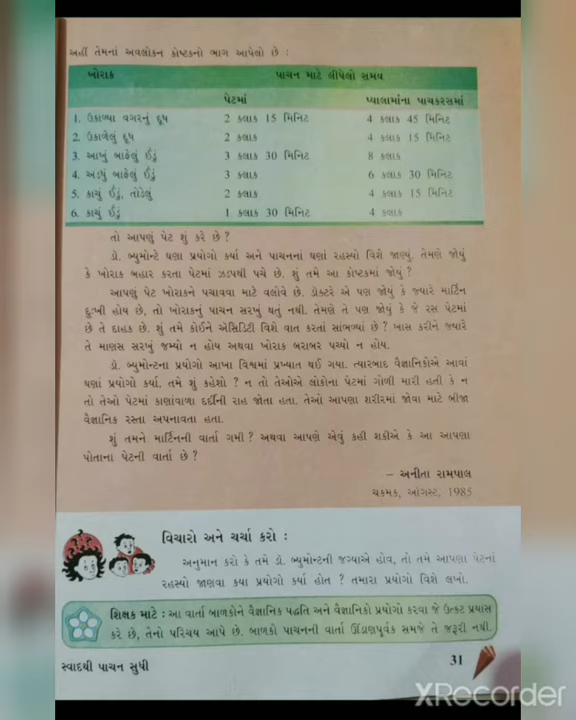 અહીં તેમનાં અવલોકન કોષ્ટકનો ભાગ આપેલો છે :
ખોરાક પાચન માટે લીધેલો સમય
પેટમાં પ્યાલામાંના પાચકરસમાં
1. ઉકાળ્યા વગરનું દૂધ 2 કલાક 15 મિનિટ 4 કલાક 45 મિનિટ
2. ઉકાળેલું દૂધ 2 કલાક 4 કલાક 15 મિનિટ
3. આખું બાફેલું ઈંડું 3 કલાક 30 મિનિટ 8 કલાક
4. અડધું બાફેલું ઈંડું 3 કલાક 6 કલાક 30 મિનિટ
5. કાચું ઈંડું, તોડેલું 2 કલાક 4 કલાક 15 મિનિટ
6. કાચું ઈંડું 1 કલાક 30 મિનિટ 4 કલાક
તો આપણું પેટ શું કરે છે ?
ડૉ. બ્યુમોન્ટે ઘણા પ્રયોગો કર્યા અને પાચનનાં ઘણાં રહસ્યો વિશે જાણ્યું. તેમણે જોયું
કે ખોરાક બહાર કરતા પેટમાં ઝડપથી પચે છે. શું તમે આ કોષ્ટકમાં જોયું ?
આપણું પેટ ખોરાકને પચાવવા માટે વલોવે છે. ડૉક્ટરે એ પણ જોયું કે જ્યારે માર્ટિન
દુઃખી હોય છે, તો ખોરાકનું પાચન સરખું થતું નથી. તેમણે તે પણ જોયું કે જે રસ પેટમાં
છે તે દાહક છે. શું તમે કોઈને ઍસિડિટી વિશે વાત કરતાં સાંભળ્યાં છે ? ખાસ કરીને જ્યારે
તે માણસ સરખું જમ્યો ન હોય અથવા ખોરાક બરાબર પચ્યો ન હોય.
ડૉ. બ્યુમોન્ટના પ્રયોગો આખા વિશ્વમાં પ્રખ્યાત થઈ ગયા. ત્યારબાદ વૈજ્ઞાનિકોએ આવાં
ઘણાં પ્રયોગો કર્યા, તમે શું કહેશો ? ન તો તેઓએ લોકોના પેટમાં ગોળી મારી હતી કે ન
તો તેઓ પેટમાં કાણાંવાળા દર્દીની રાહ જોતા હતા. તેઓ આપણા શરીરમાં જોવા માટે બીજા
વૈજ્ઞાનિક રસ્તા અપનાવતા હતા.
શું તમને માર્ટિનની વાર્તા ગમી ? અથવા આપણે એવું કહી શકીએ કે આ આપણા
પોતાના પેટની વાર્તા છે ?
– અનીતા રામપાલ
ચકમક, ઑગસ્ટ, 1985
વિચારો અને ચર્ચા કરો :
અનુમાન કરો કે તમે ડૉ. બ્યુમોન્ટની જગ્યાએ હોવ, તો તમે આપણા પેટનાં
રહસ્યો જાણવા કયા પ્રયોગો કર્યા હોત ? તમારા પ્રયોગો વિશે લખો.
શિક્ષક માટે : આ વાર્તા બાળકોને વૈજ્ઞાનિક પદ્ધતિ અને વૈજ્ઞાનિકો પ્રયોગો કરવા જે ઉત્કટ પ્રયાસ
કરે છે, તેનો પરિચય આપે છે. બાળકો પાચનની વાર્તા ઊંડાણપૂર્વક સમજે તે જરૂરી નથી.
સ્વાદથી પાચન સુધી 31
XRecorder